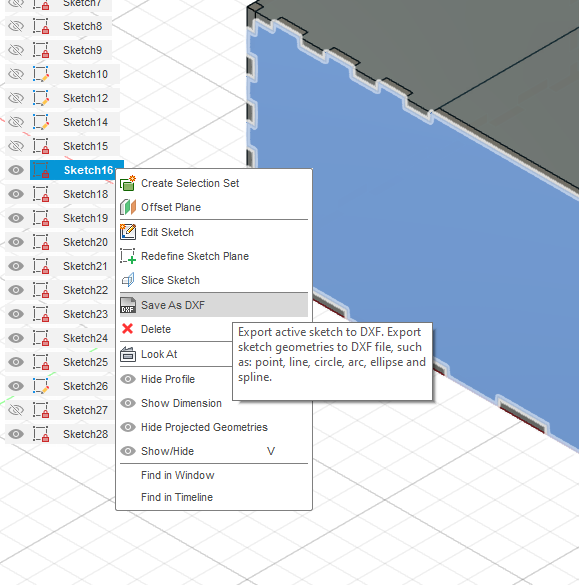 Sketch7
Sketch8
Sketch9
Sketch10
Sketch12
Sketch14
Sketch15
Sketch16
Sketch18
Sketch19
Sketch20
Sketch21
Sketch22
Sketch23
Sketch24
Sketch25
Sketch26
Sketch27
Sketch28
Create Selection Set
Offset Plane
Edit Sketch
Redefine Sketch Plane
Slice Sketch
DXF Save As DXF
Delete
Look At
Hide Profile
Show Dimension
Hide Projected Geometries
Show/Hide V
Find in Window
Find in Timeline
Export active sketch to DXF. Export
sketch geometries to DXF file, such
as: point, line, circle, arc, ellipse and
spline.